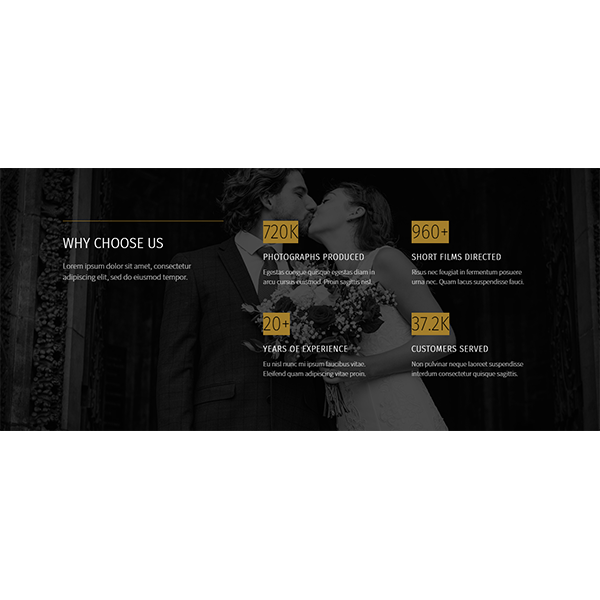 WHY CHOOSE US
Lorem ipsum dolor sit amet, consectetur
adipiscing elit, sed do eiusmod tempor.
720K
PHOTOGRAPHS PRODUCED
Egestas congue quisque egestas diam in
arcu cursus euismod. Proin sagittis nisl.
960+
SHORT FILMS DIRECTED
Risus nec feugiat in fermentum posuere
urna nec. Quam lacus suspendisse fauci.
20+
YEARS OF EXPERIENCE
Eu nisl nunc mi ipsum faucibus vitae.
Eleifend quam adipiscing vitae proin.
37.2K
CUSTOMERS SERVED
Non pulvinar neque laoreet suspendisse
interdum consectetur quisque sagittis.